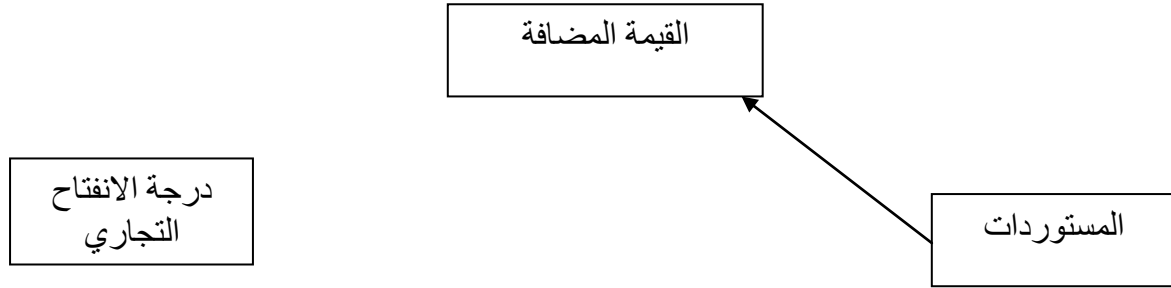 القيمة المضافة
درجة الانفتاح
التجاري
المستوردات